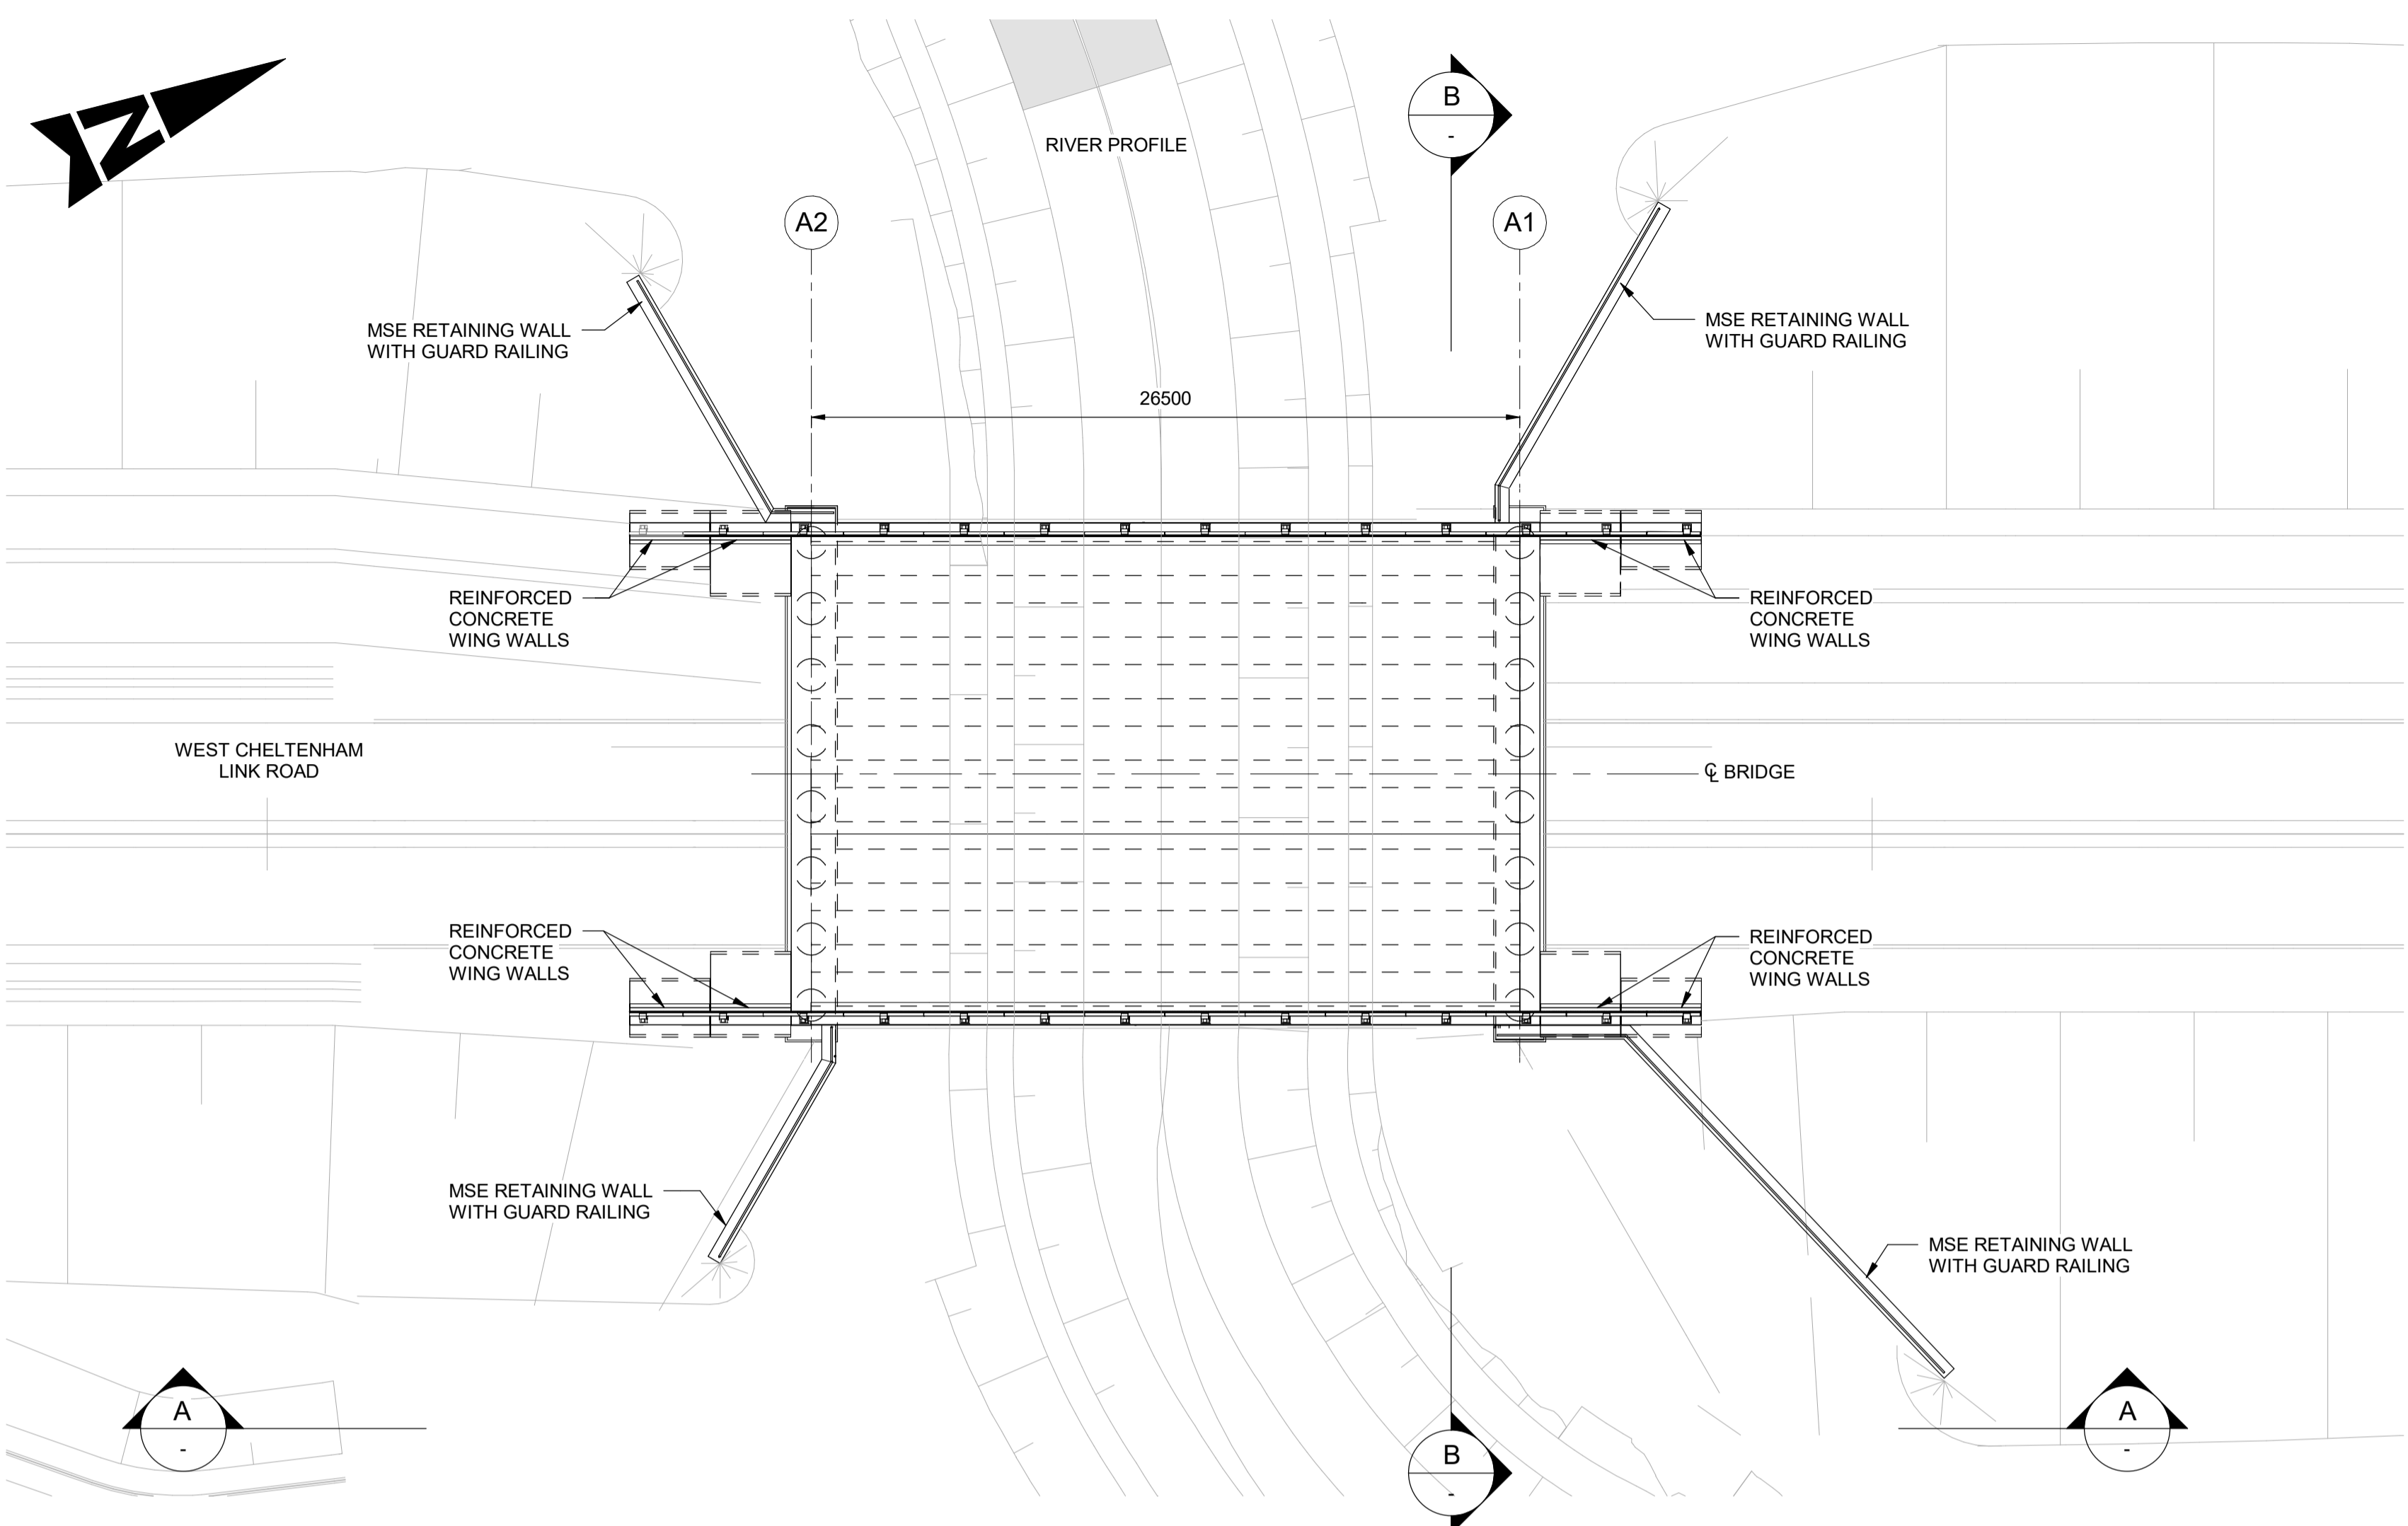 N
B
-
RIVER PROFILE
A2
A1
MSE RETAINING WALL
WITH GUARD RAILING
MSE RETAINING WALL
WITH GUARD RAILING
26500
REINFORCED
CONCRETE
WING WALLS
REINFORCED
CONCRETE
WING WALLS
WEST CHELTENHAM
LINK ROAD
℄ BRIDGE
REINFORCED
CONCRETE
WING WALLS
REINFORCED
CONCRETE
WING WALLS
MSE RETAINING WALL
WITH GUARD RAILING
MSE RETAINING WALL
WITH GUARD RAILING
A
-
A
-
B
-